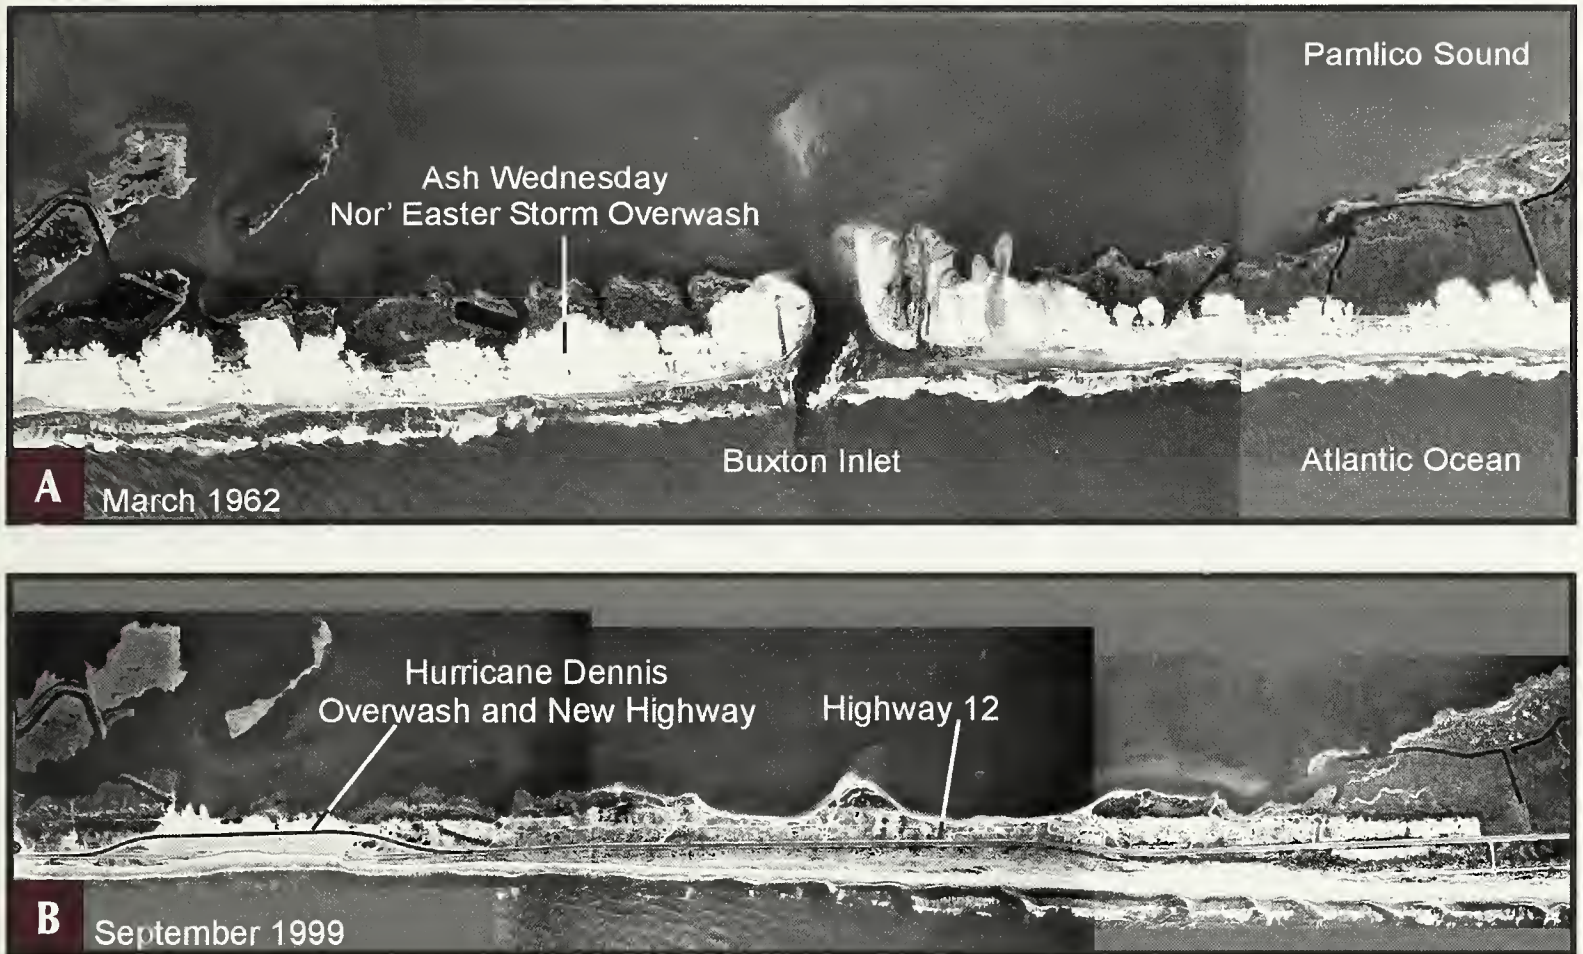 Pamlico Sound
Ash Wednesday
Nor' Easter Storm Overwash
Buxton Inlet
Atlantic Ocean
A
March 1962
Hurricane Dennis
Overwash and New Highway
Highway 12
B
September 1999